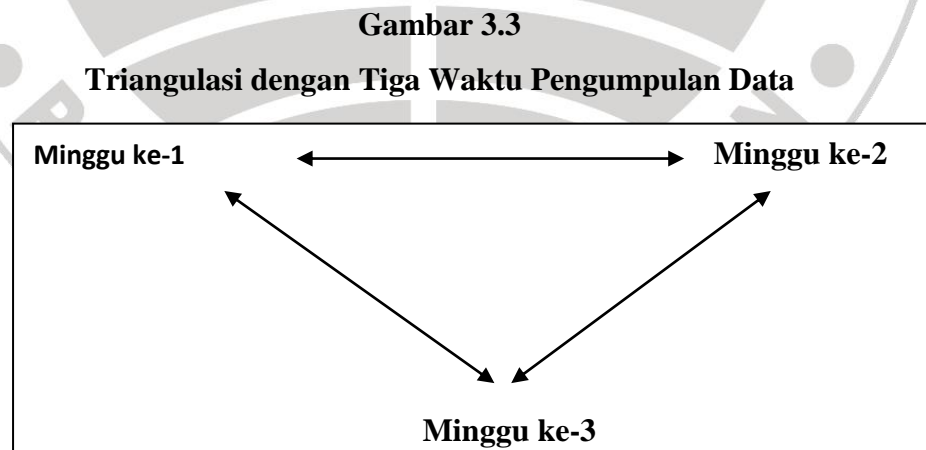 Gambar 3.3
Triangulasi dengan Tiga Waktu Pengumpulan Data
Minggu ke-1 Minggu ke-2
Minggu ke-3